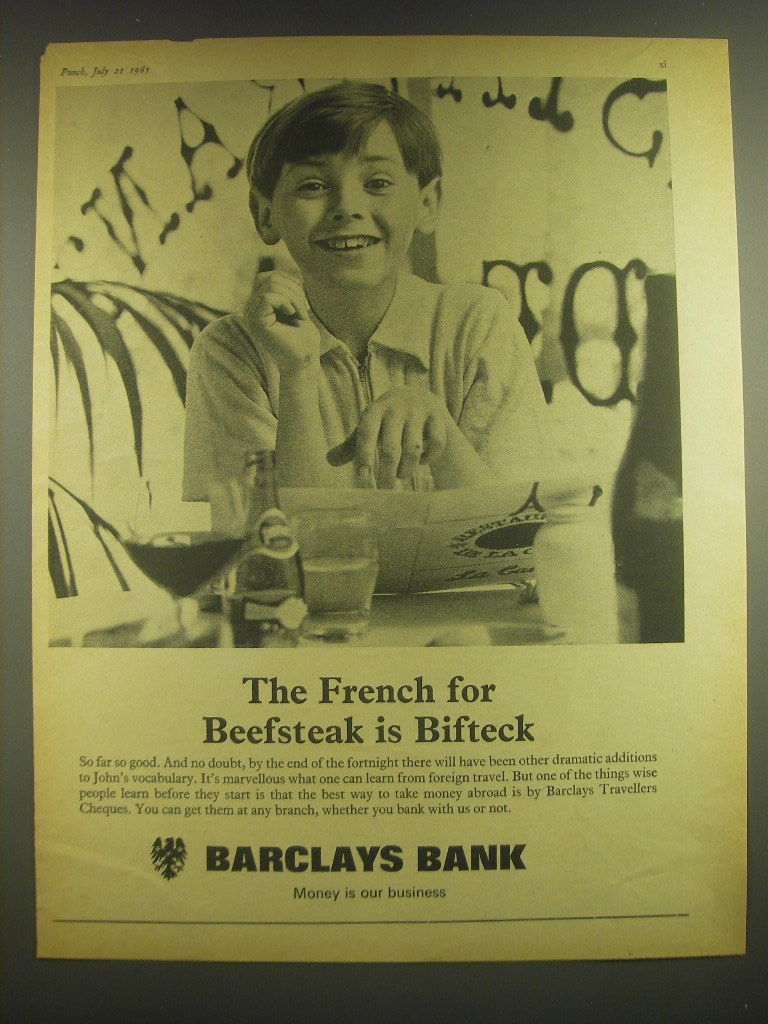 Punch, July 21 1965
xi
RESTAU
La
The French for
Beefsteak is Bifteck
So far so good. And no doubt, by the end of the fortnight there will have been other dramatic additions
to John's vocabulary. It's marvellous what one can learn from foreign travel. But one of the things wise
people learn before they start is that the best way to take money abroad is by Barclays Travellers
Cheques. You can get them at any branch, whether you bank with us or not.
BARCLAYS BANK
Money is our business